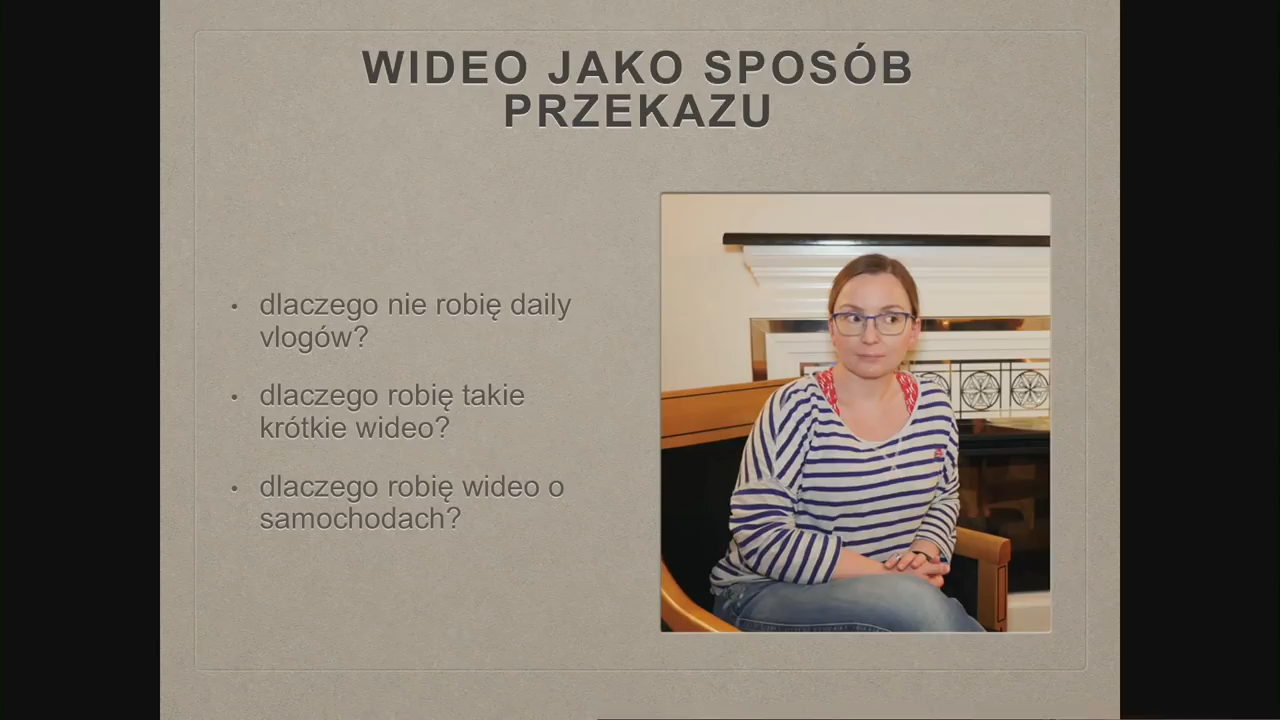 WIDEO JAKO SPOSÓB
PRZEKAZU
• dlaczego nie robię daily
vlogów?
• dlaczego robię takie
krótkie wideo?
• dlaczego robię wideo o
samochodach?